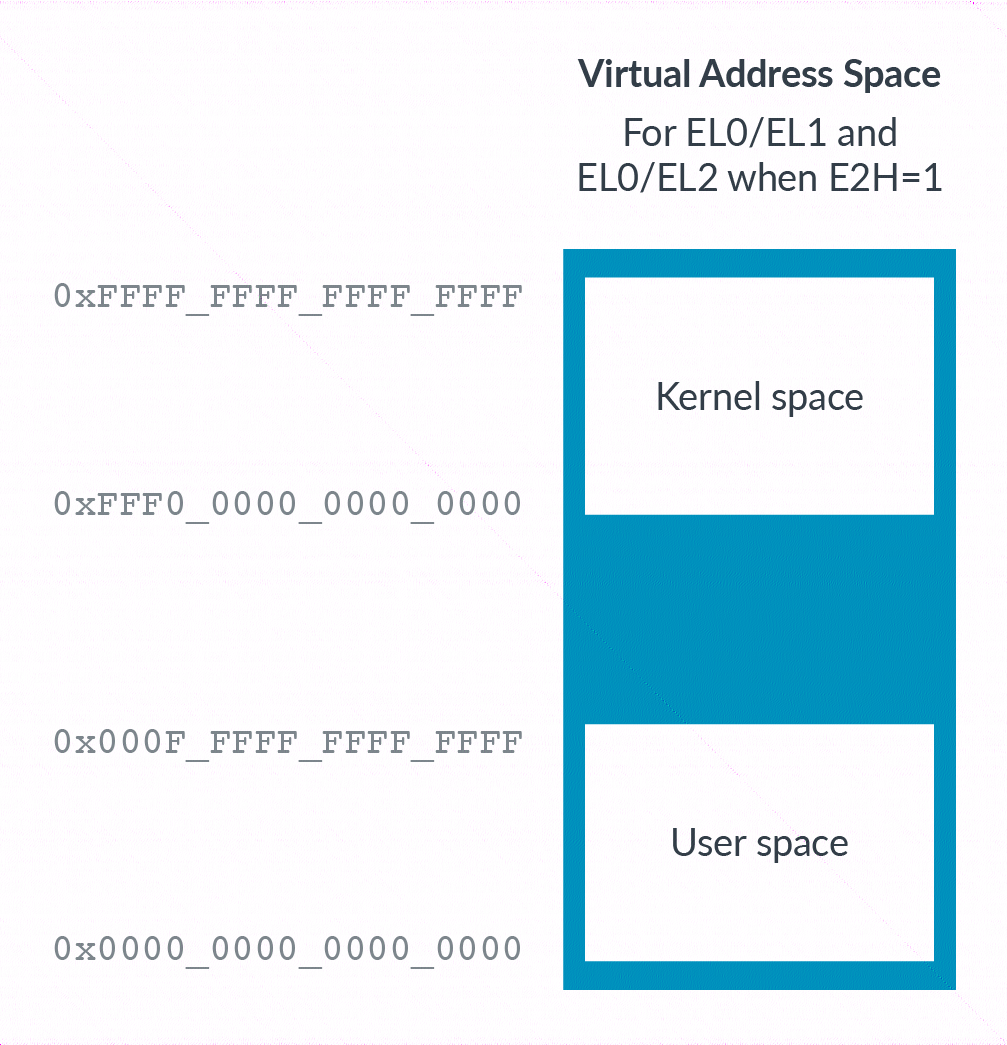 Virtual Address Space
For EL0/EL1 and
EL0/EL2 when E2H=1
0xFFFF_FFFF_FFFF_FFFF
Kernel space
0xFFF0_0000_0000_0000
0x000F_FFFF_FFFF_FFFF
User space
0x0000_0000_0000_0000